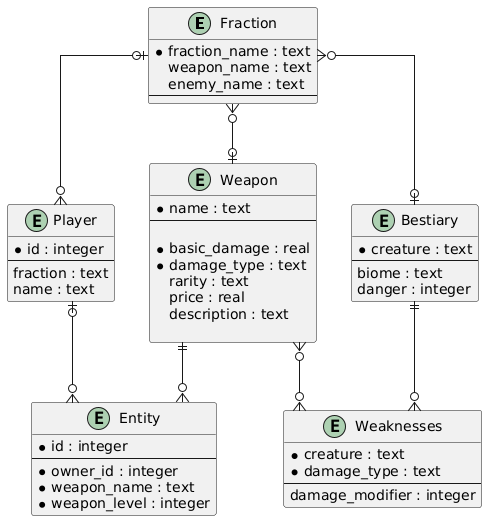 E Fraction
* fraction_name : text
weapon_name : text
enemy_name : text
E Weapon
* name : text
* basic_damage : real
* damage_type : text
rarity : text
price : real
description : text
E Player
* id : integer
fraction : text
name : text
E Bestiary
* creature : text
biome : text
danger : integer
E Entity
* id : integer
* owner_id : integer
* weapon_name : text
* weapon_level : integer
E Weaknesses
* creature : text
* damage_type : text
damage_modifier : integer